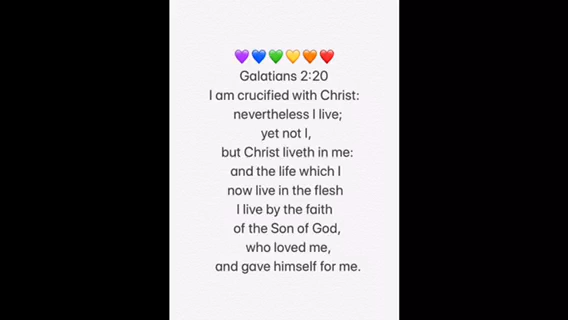 💜💙💚💛🧡❤️
Galatians 2:20
I am crucified with Christ:
nevertheless I live;
yet not I,
but Christ liveth in me:
and the life which I
now live in the flesh
I live by the faith
of the Son of God,
who loved me,
and gave himself for me.